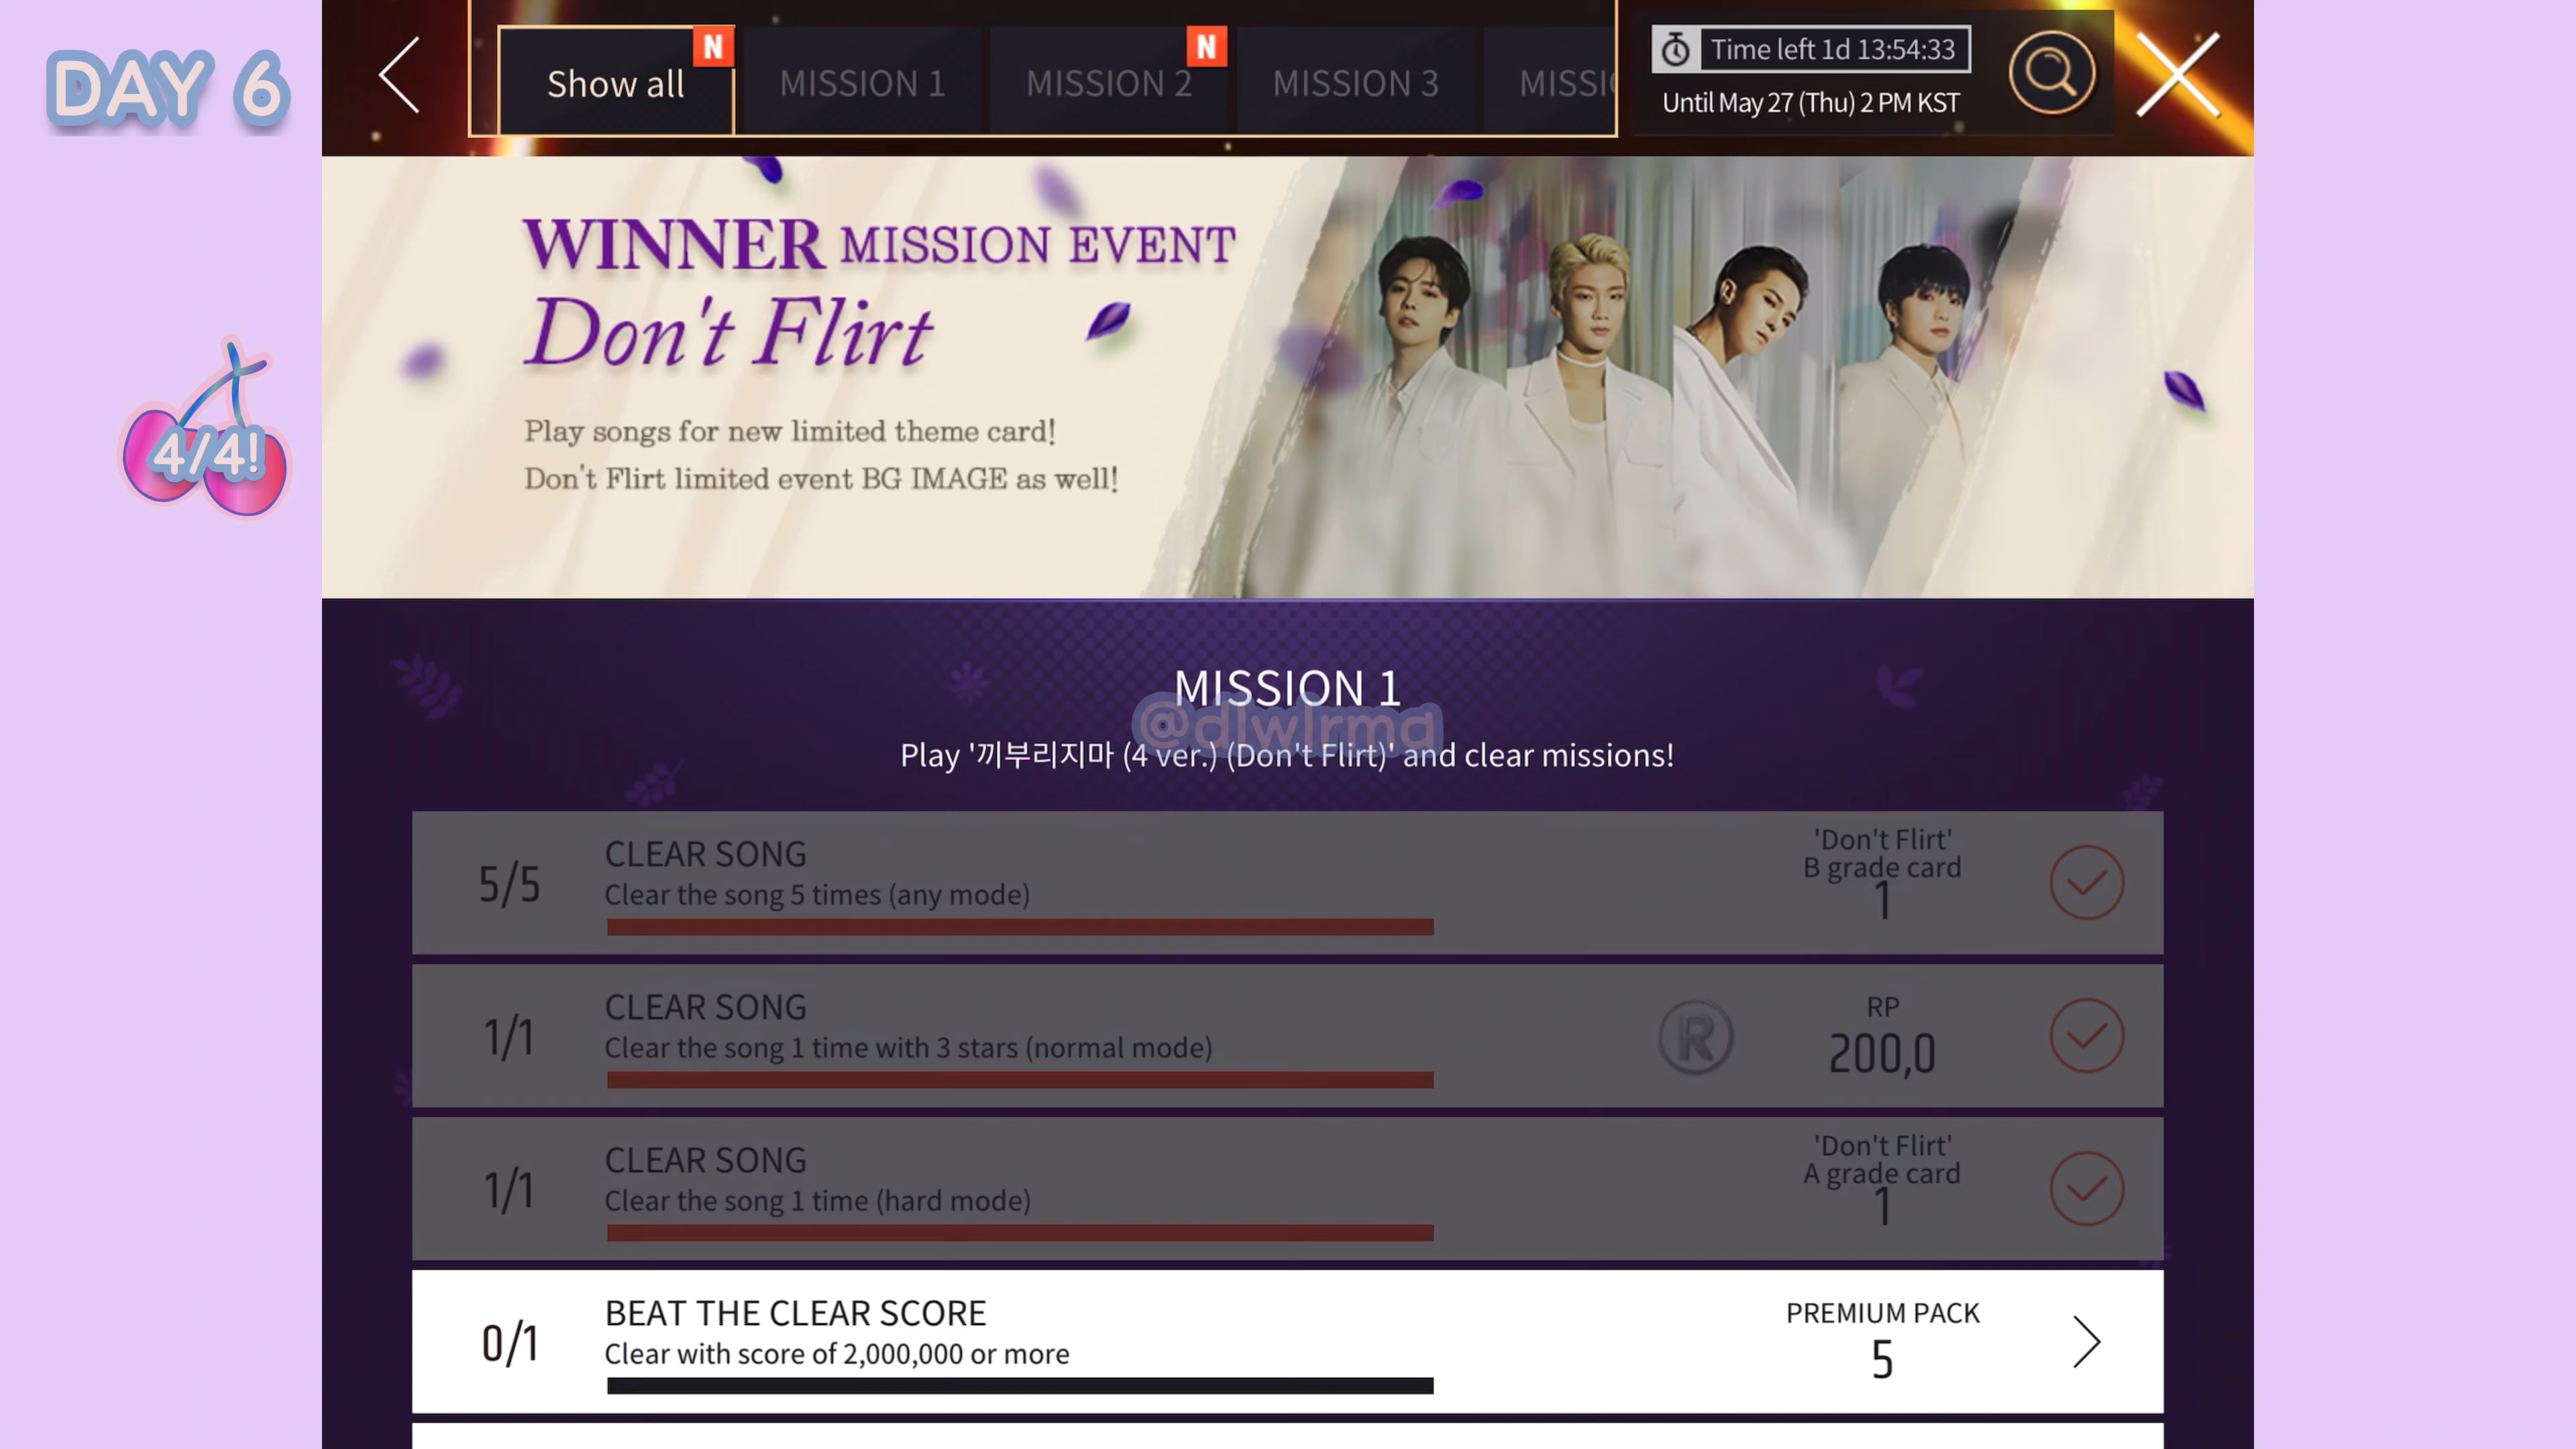 DAY 6
4/4!
Show all
N
MISSION 1
MISSION 2
N
MISSION 3
MISSI
Time left 1d 13:54:33
Until May 27 (Thu) 2 PM KST
WINNER MISSION EVENT
Don't Flirt
Play songs for new limited theme card!
Don't Flirt limited event BG IMAGE as well!
MISSION 1
@dlwlrma
Play '끼부리지마 (4 ver.) (Don't Flirt)' and clear missions!
5/5
CLEAR SONG
Clear the song 5 times (any mode)
'Don't Flirt'
B grade card
1
1/1
CLEAR SONG
Clear the song 1 time with 3 stars (normal mode)
R
RP
200,0
1/1
CLEAR SONG
Clear the song 1 time (hard mode)
'Don't Flirt'
A grade card
1
0/1
BEAT THE CLEAR SCORE
Clear with score of 2,000,000 or more
PREMIUM PACK
5